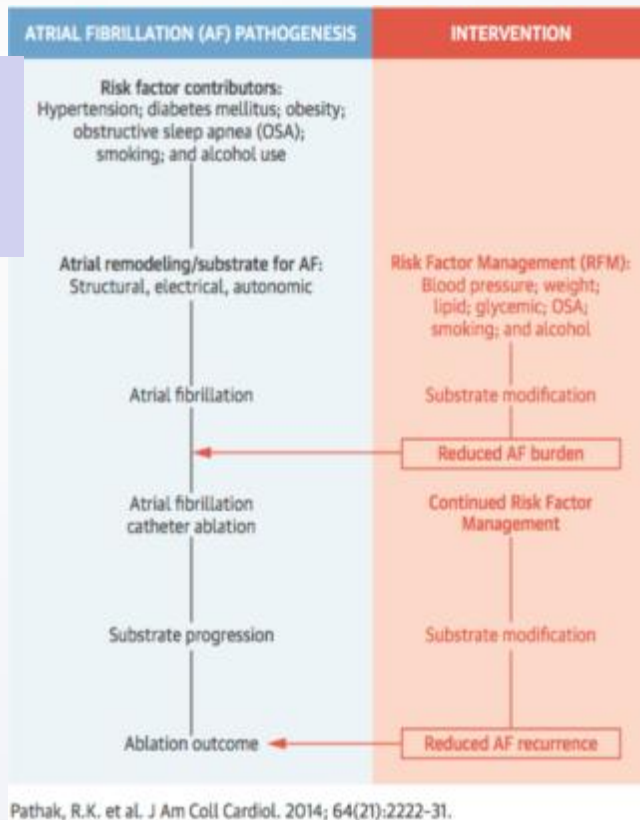 ATRIAL FIBRILLATION (AF) PATHOGENESIS
INTERVENTION
Risk factor contributors:
Hypertension; diabetes mellitus; obesity;
obstructive sleep apnea (OSA);
smoking; and alcohol use
Atrial remodeling/substrate for AF:
Structural, electrical, autonomic
Risk Factor Management (RFM):
Blood pressure; weight;
lipid; glycemic; OSA;
smoking; and alcohol
Atrial fibrillation
Substrate modification
Reduced AF burden
Atrial fibrillation
catheter ablation
Continued Risk Factor
Management
Substrate progression
Substrate modification
Ablation outcome
Reduced AF recurrence
Pathak, R.K. et al. J Am Coll Cardiol. 2014; 64(21):2222-31.